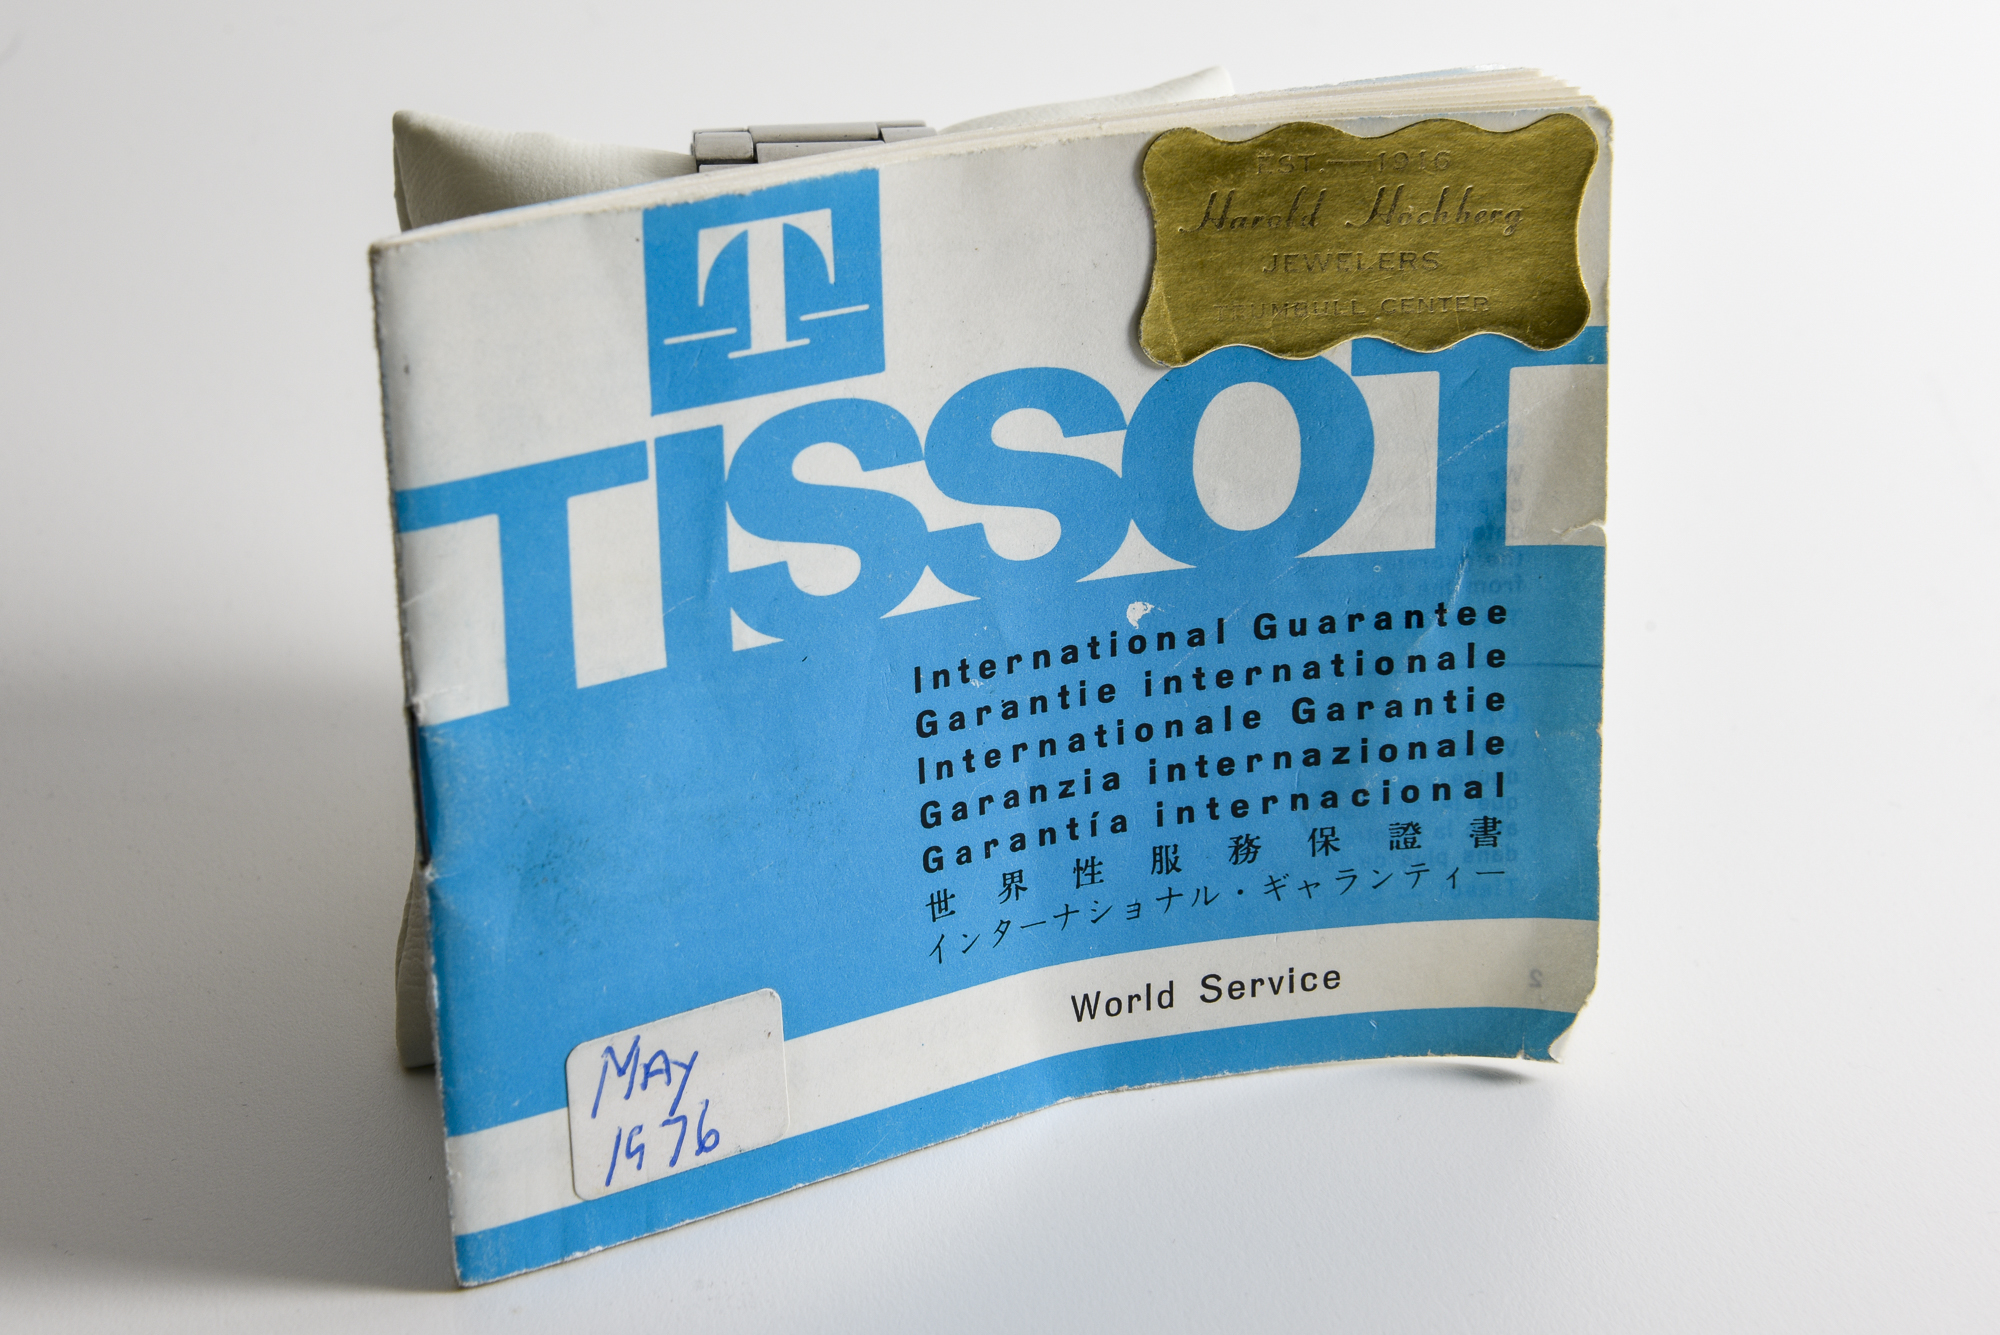 T
EST. — 1916
Harold Hochberg
JEWELERS
TRUMBULL CENTER
TISSOT
International Guarantee
Garantie internationale
Internationale Garantie
Garanzia internazionale
Garantía internacional
世界性服務保證書
インターナショナル・ギャランティー
World Service
2
MAY
1976